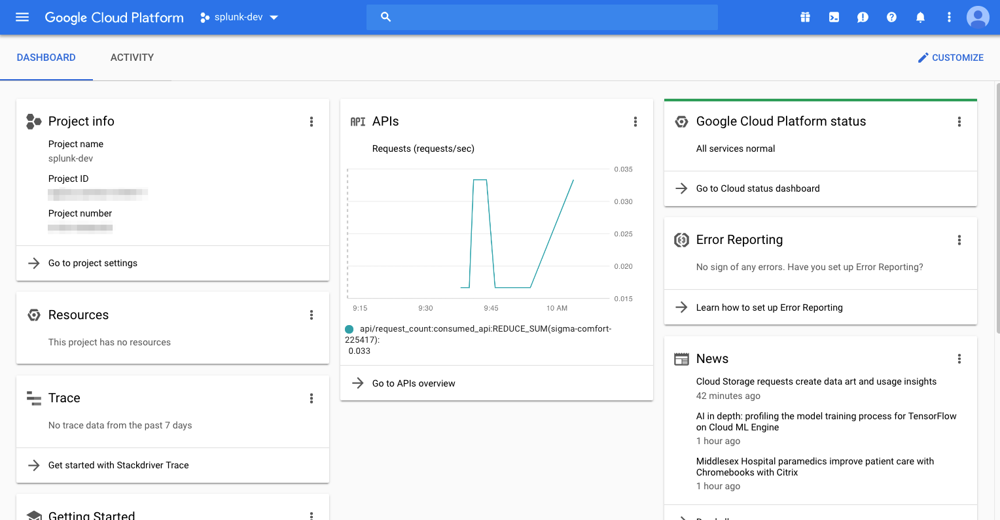 Google Cloud Platform
splunk-dev
DASHBOARD
ACTIVITY
CUSTOMIZE
Project info
Project name
splunk-dev
Project ID
Project number
Go to project settings
Resources
This project has no resources
Trace
No trace data from the past 7 days
Get started with Stackdriver Trace
Getting Started
API APIs
Requests (requests/sec)
0.035
0.030
0.025
0.020
0.015
9:15
9:30
9:45
10 AM
api/request_count:consumed_api:REDUCE_SUM(sigma-comfort-
225417):
0.033
Go to APIs overview
Google Cloud Platform status
All services normal
Go to Cloud status dashboard
Error Reporting
No sign of any errors. Have you set up Error Reporting?
Learn how to set up Error Reporting
News
Cloud Storage requests create data art and usage insights
42 minutes ago
AI in depth: profiling the model training process for TensorFlow
on Cloud ML Engine
1 hour ago
Middlesex Hospital paramedics improve patient care with
Chromebooks with Citrix
1 hour ago